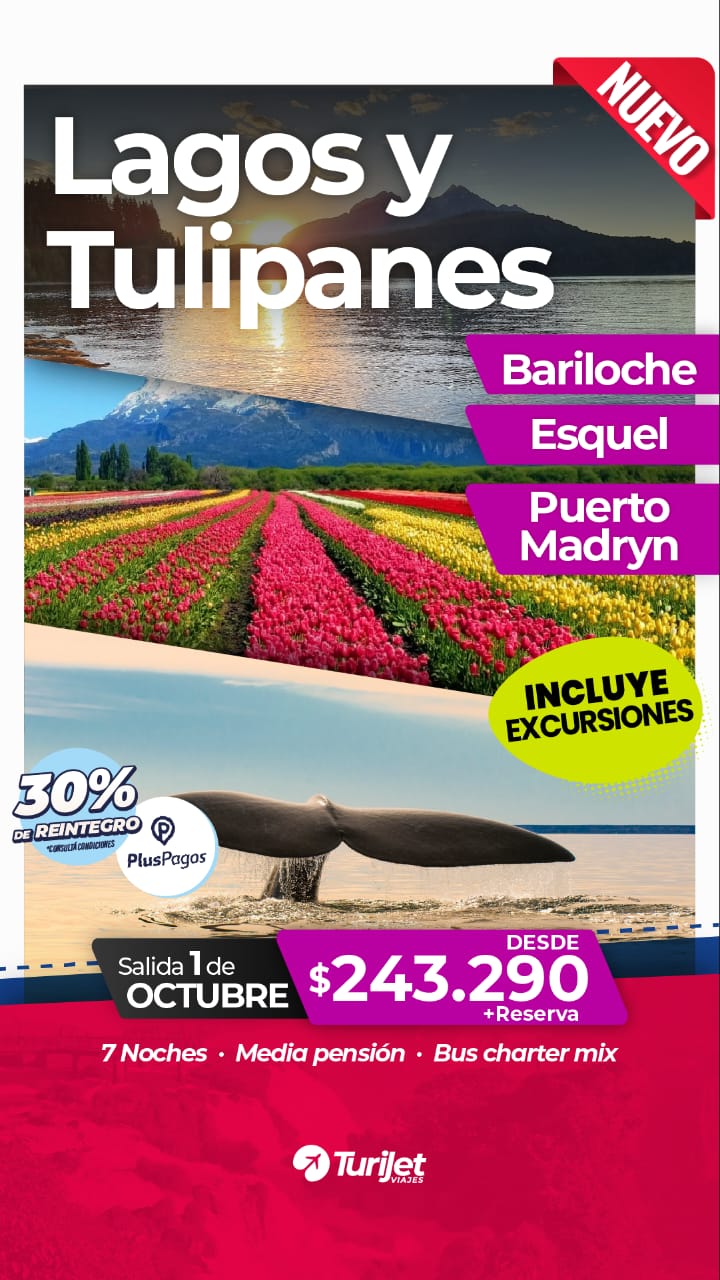 NUEVO
Lagos y
Tulipanes
Bariloche
Esquel
Puerto
Madryn
INCLUYE
EXCURSIONES
30%
DE REINTEGRO
*CONSULTÁ CONDICIONES
PlusPagos
Salida 1 de
OCTUBRE
DESDE
$243.290
+Reserva
7 Noches · Media pensión · Bus charter mix
TuriJet
VIAJES